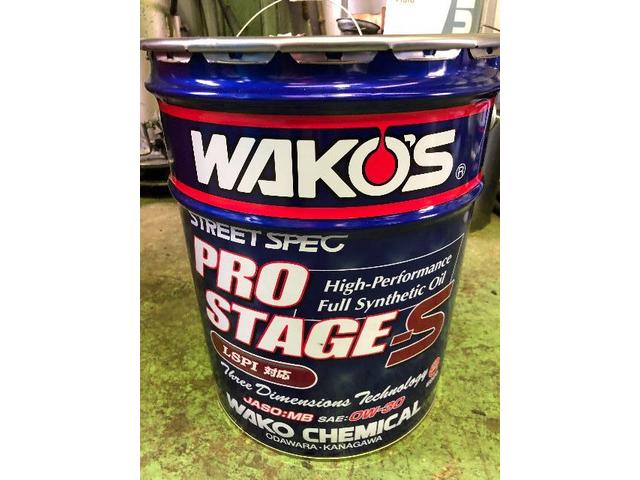 WAKO'S
®
STREET SPEC
PRO
STAGE-S
High-Performance
Full Synthetic Oil
LSPI 対応
Three Dimensions Technology
JASO:MB SAE:0W-30
WAKO CHEMICAL
ODAWARA・KANAGAWA